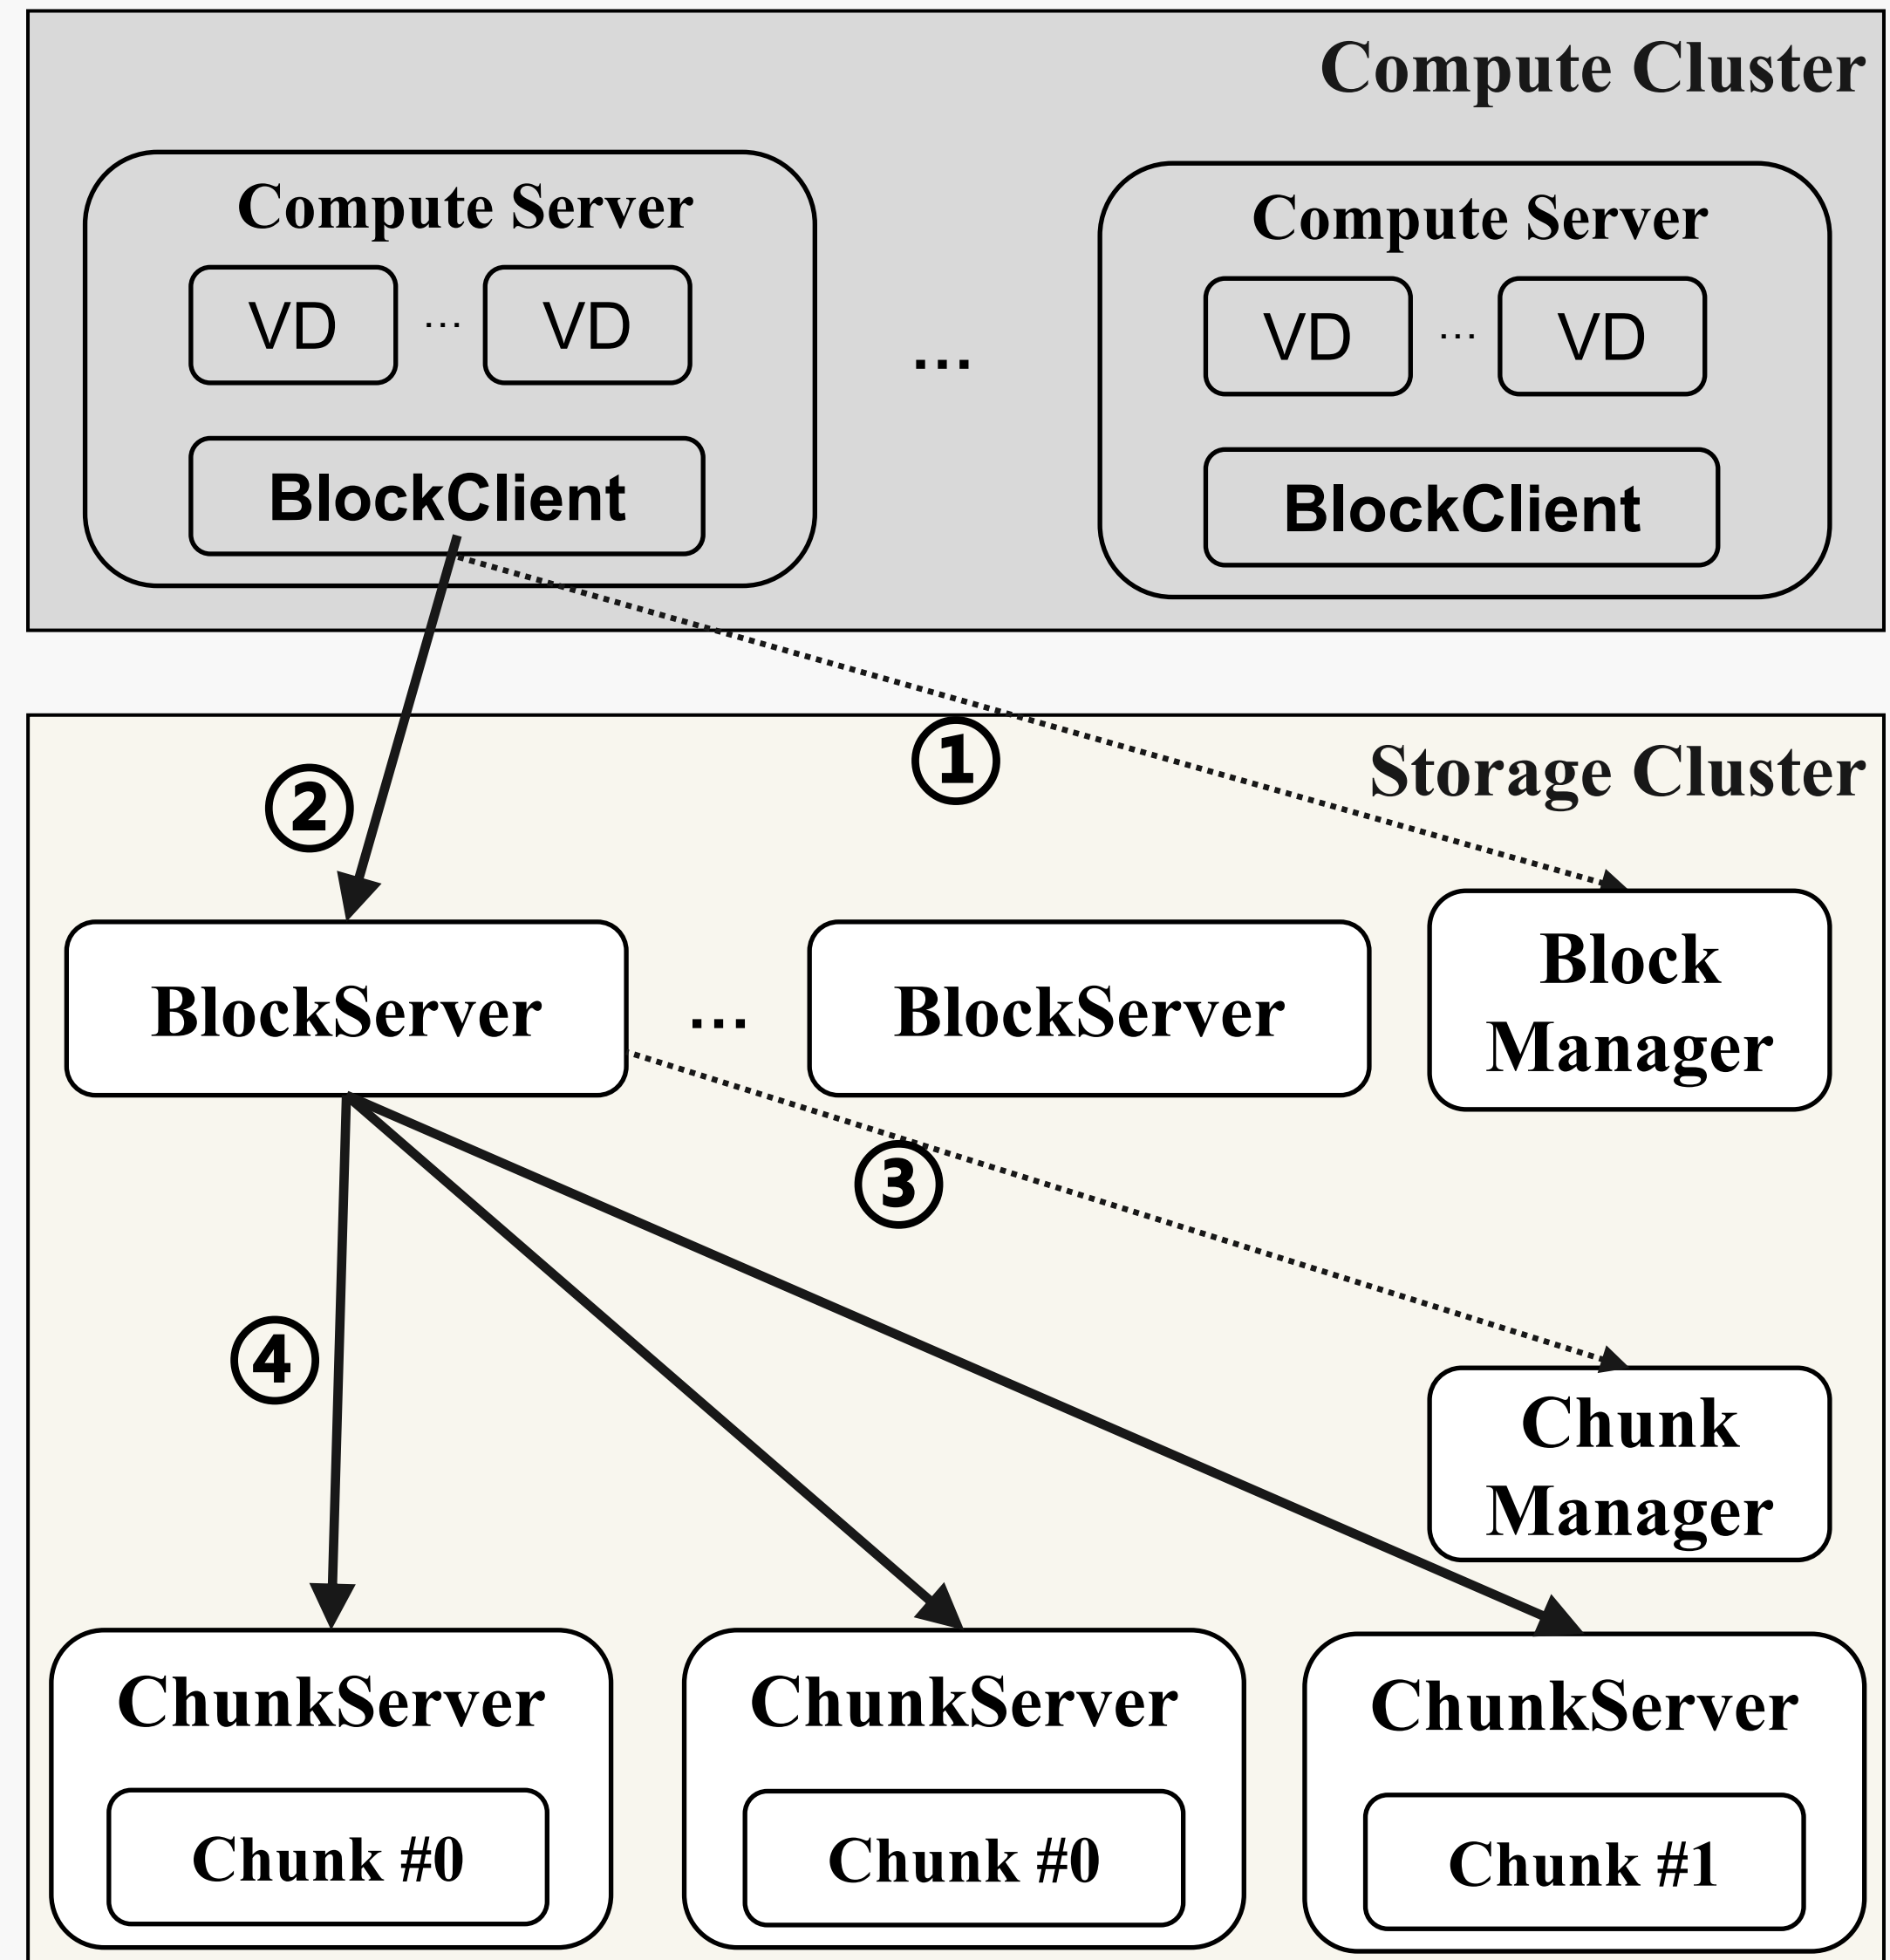 Compute Cluster
Compute Server
VD ... VD
BlockClient
...
Compute Server
VD ... VD
BlockClient
①
Storage Cluster
②
BlockServer
...
BlockServer
Block
Manager
③
④
Chunk
Manager
ChunkServer
Chunk #0
ChunkServer
Chunk #0
ChunkServer
Chunk #1